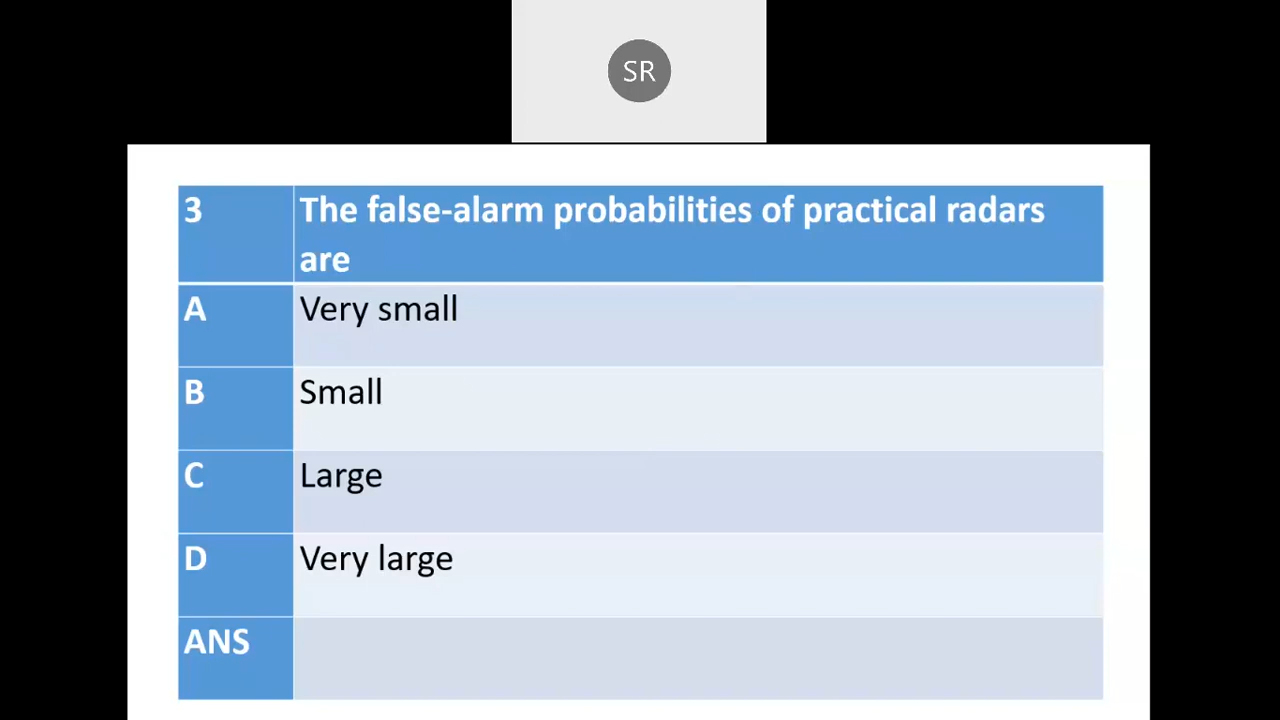 SR
3 The false-alarm probabilities of practical radars
are
A Very small
B Small
C Large
D Very large
ANS